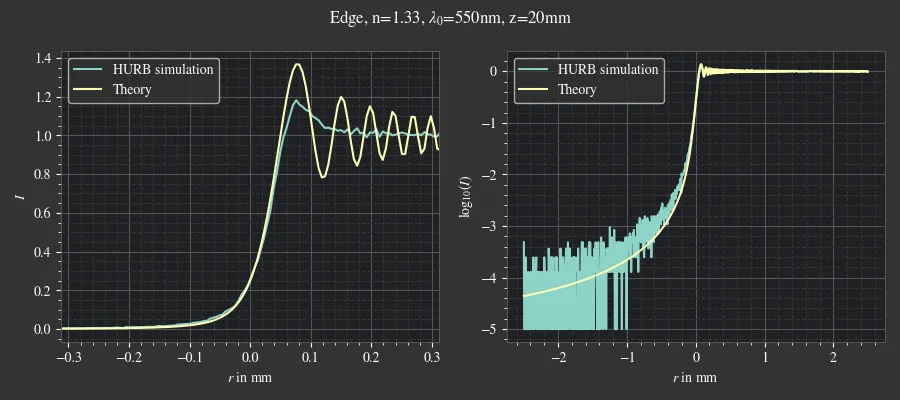 Edge, n=1.33, λ₀=550nm, z=20mm
HURB simulation
Theory
I
1.4
1.2
1.0
0.8
0.6
0.4
0.2
0.0
−0.3 −0.2 −0.1 0.0 0.1 0.2 0.3
r in mm
HURB simulation
Theory
log₁₀(I)
0
−1
−2
−3
−4
−5
−2 −1 0 1 2
r in mm